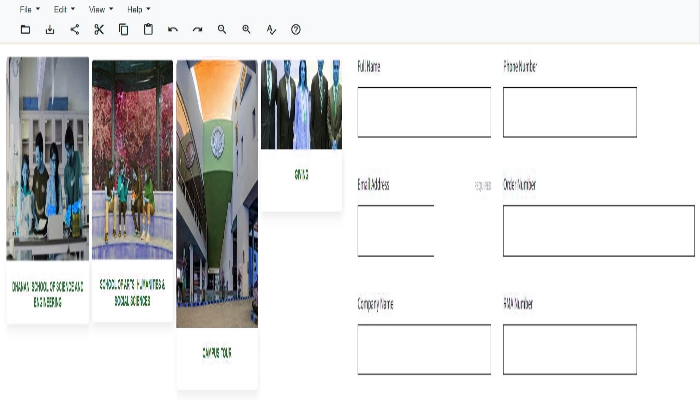 File Edit View Help
DHANANI SCHOOL OF SCIENCE AND
ENGINEERING
SCHOOL OF ARTS, HUMANITIES &
SOCIAL SCIENCES
CAMPUS TOUR
GIVING
Full Name
Phone Number
Email Address
REQUIRED
Order Number
Company Name
RMA Number